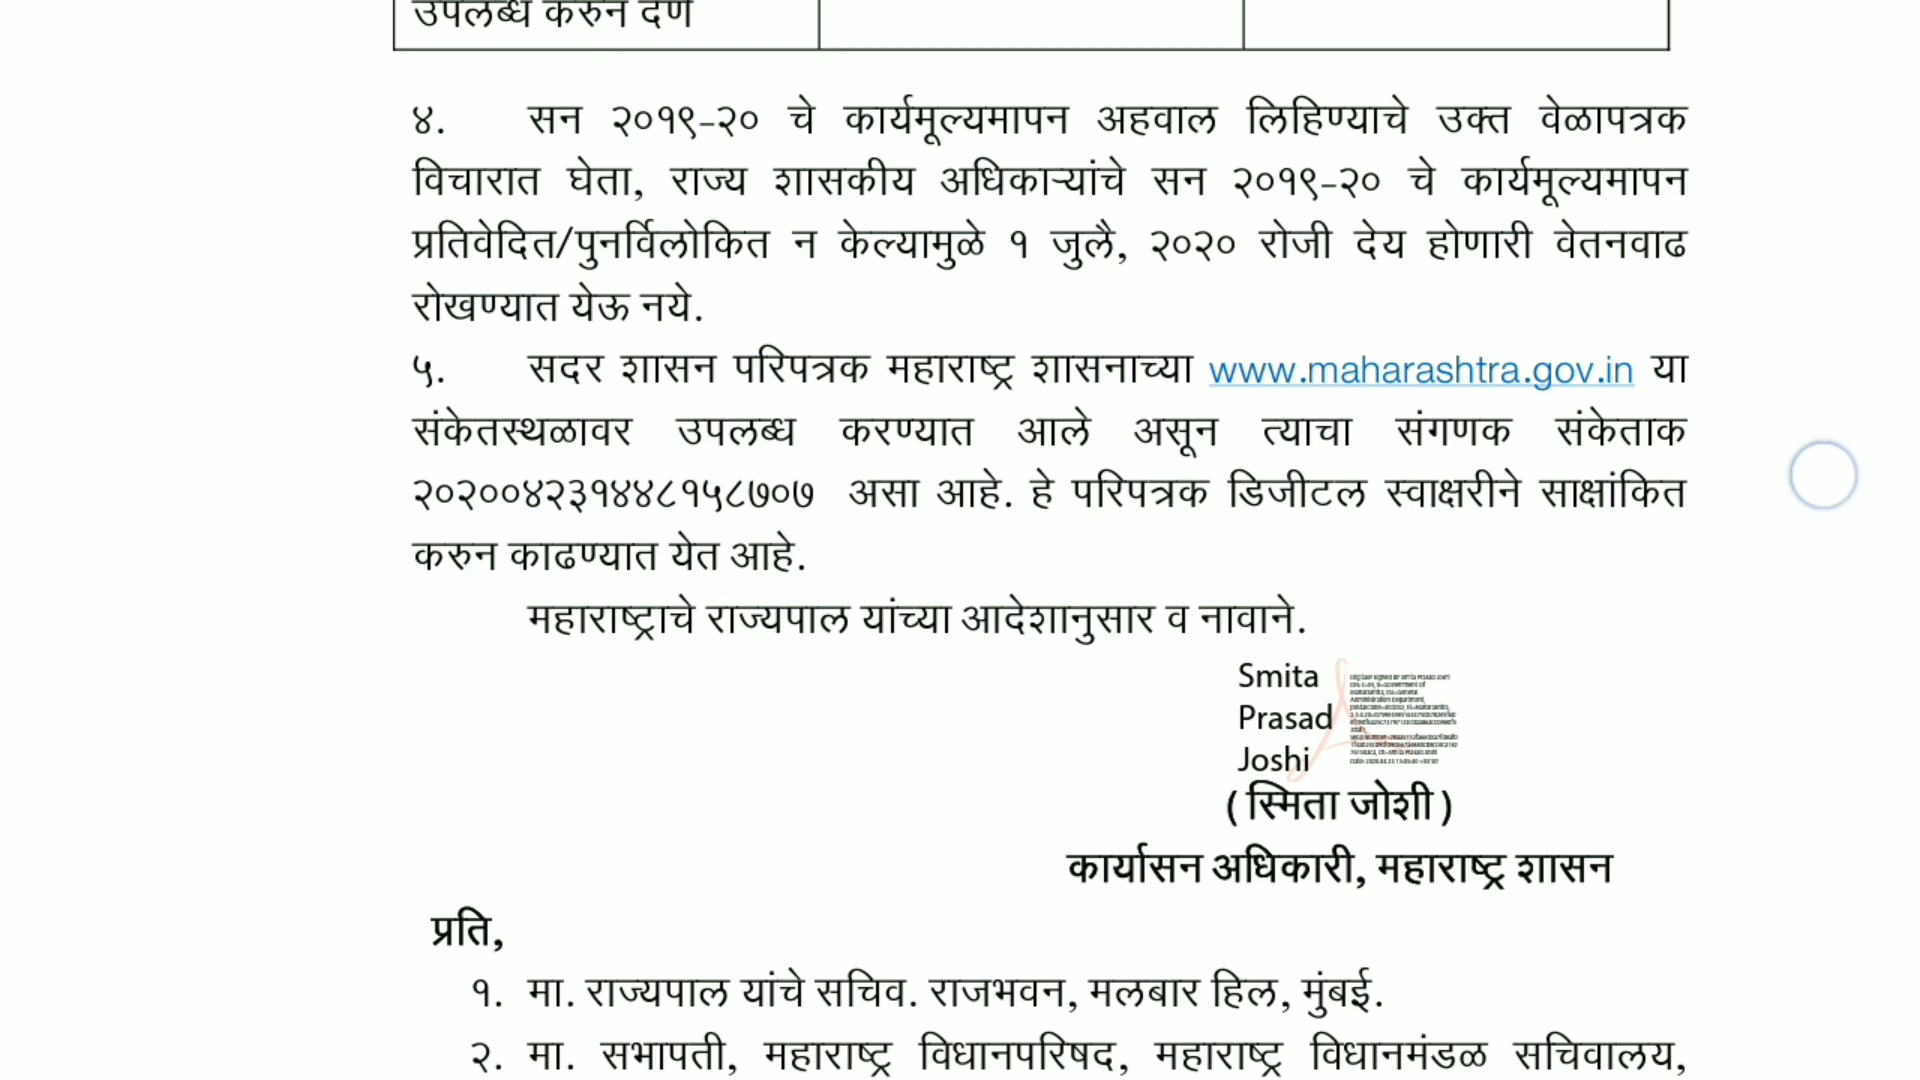 उपलब्ध करुन देणे
४. सन २०१९-२० चे कार्यमूल्यमापन अहवाल लिहिण्याचे उक्त वेळापत्रक
विचारात घेता, राज्य शासकीय अधिकाऱ्यांचे सन २०१९-२० चे कार्यमूल्यमापन
प्रतिवेदित/पुनर्विलोकित न केल्यामुळे १ जुलै, २०२० रोजी देय होणारी वेतनवाढ
रोखण्यात येऊ नये.
५. सदर शासन परिपत्रक महाराष्ट्र शासनाच्या www.maharashtra.gov.in या
संकेतस्थळावर उपलब्ध करण्यात आले असून त्याचा संगणक संकेताक
२०२००४२३१४४८१५८७०७ असा आहे. हे परिपत्रक डिजीटल स्वाक्षरीने साक्षांकित
करुन काढण्यात येत आहे.
महाराष्ट्राचे राज्यपाल यांच्या आदेशानुसार व नावाने.
Smita
Prasad
Joshi
( स्मिता जोशी )
कार्यासन अधिकारी, महाराष्ट्र शासन
प्रति,
१. मा. राज्यपाल यांचे सचिव. राजभवन, मलबार हिल, मुंबई.
२. मा. सभापती, महाराष्ट्र विधानपरिषद, महाराष्ट्र विधानमंडळ सचिवालय,